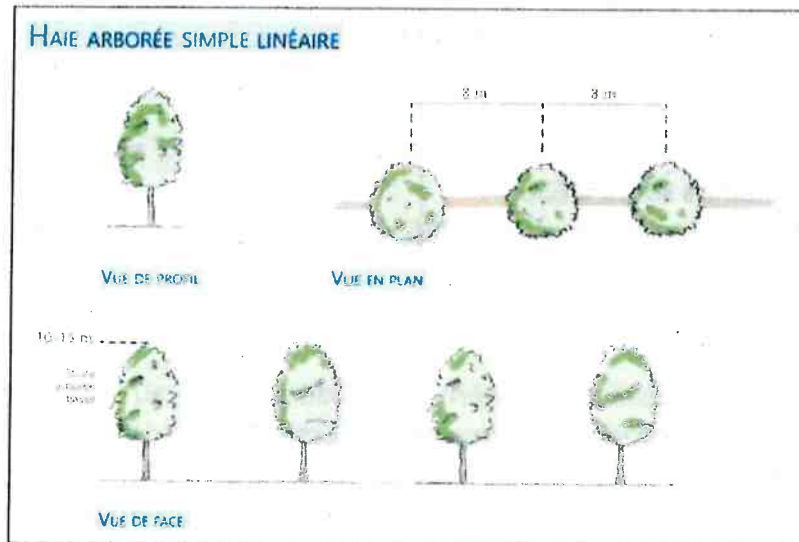 HAIE ARBORÉE SIMPLE LINÉAIRE
8 m
8 m
VUE DE PROFIL
VUE EN PLAN
10-15 m
VUE DE FACE